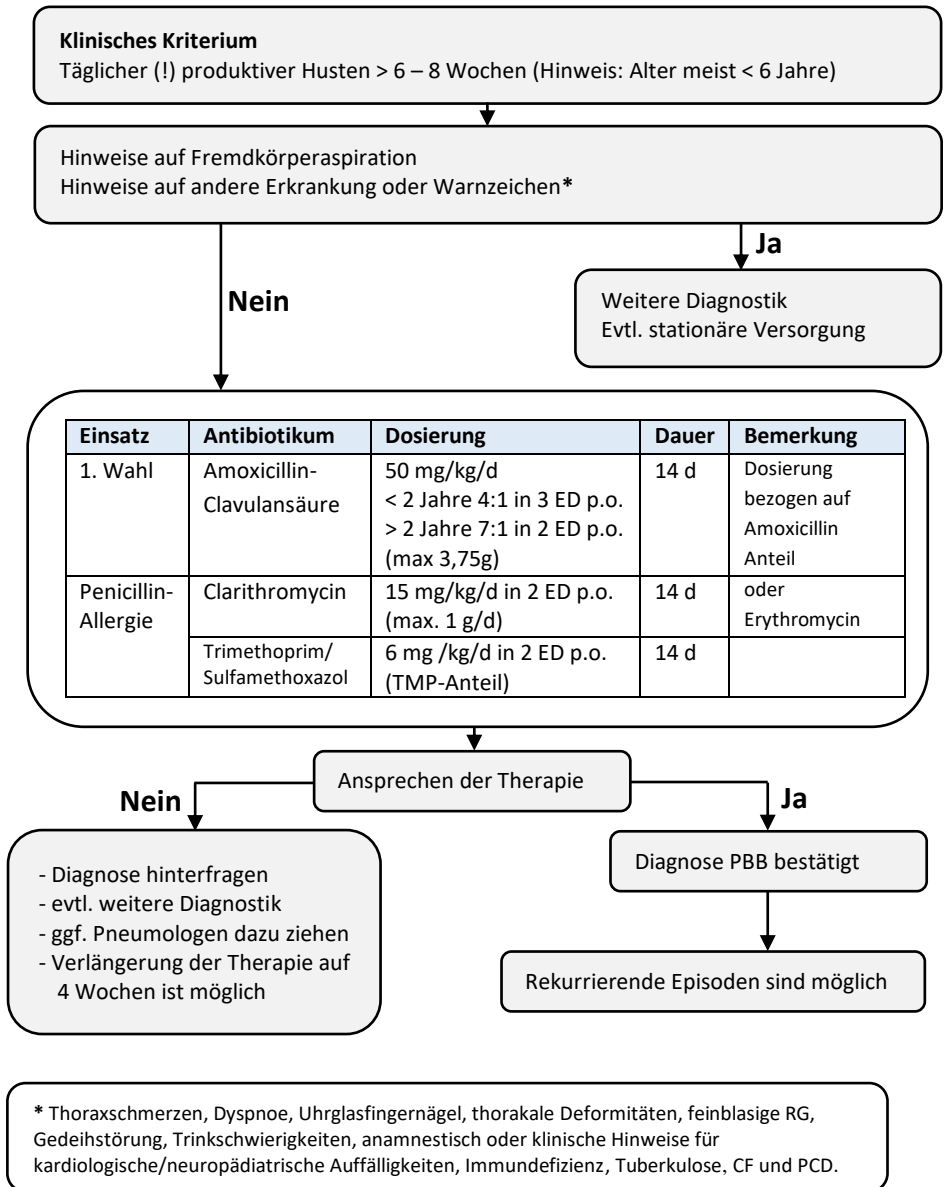 Klinisches Kriterium
Täglicher (!) produktiver Husten > 6 – 8 Wochen (Hinweis: Alter meist < 6 Jahre)
Hinweise auf Fremdkörperaspiration
Hinweise auf andere Erkrankung oder Warnzeichen*
Ja
Nein
Weitere Diagnostik
Evtl. stationäre Versorgung
Einsatz Antibiotikum Dosierung Dauer Bemerkung
1. Wahl Amoxicillin- 50 mg/kg/d 14 d Dosierung
Clavulansäure < 2 Jahre 4:1 in 3 ED p.o. bezogen auf
> 2 Jahre 7:1 in 2 ED p.o. Amoxicillin
(max 3,75g) Anteil
Penicillin- Clarithromycin 15 mg/kg/d in 2 ED p.o. 14 d oder
Allergie (max. 1 g/d) Erythromycin
Trimethoprim/ 6 mg /kg/d in 2 ED p.o. 14 d
Sulfamethoxazol (TMP-Anteil)
Ansprechen der Therapie
Nein
Ja
- Diagnose hinterfragen
- evtl. weitere Diagnostik
- ggf. Pneumologen dazu ziehen
- Verlängerung der Therapie auf
4 Wochen ist möglich
Diagnose PBB bestätigt
Rekurrierende Episoden sind möglich
* Thoraxschmerzen, Dyspnoe, Uhrglasfingernägel, thorakale Deformitäten, feinblasige RG,
Gedeihstörung, Trinkschwierigkeiten, anamnestisch oder klinische Hinweise für
kardiologische/neuropädiatrische Auffälligkeiten, Immundefizienz, Tuberkulose, CF und PCD.